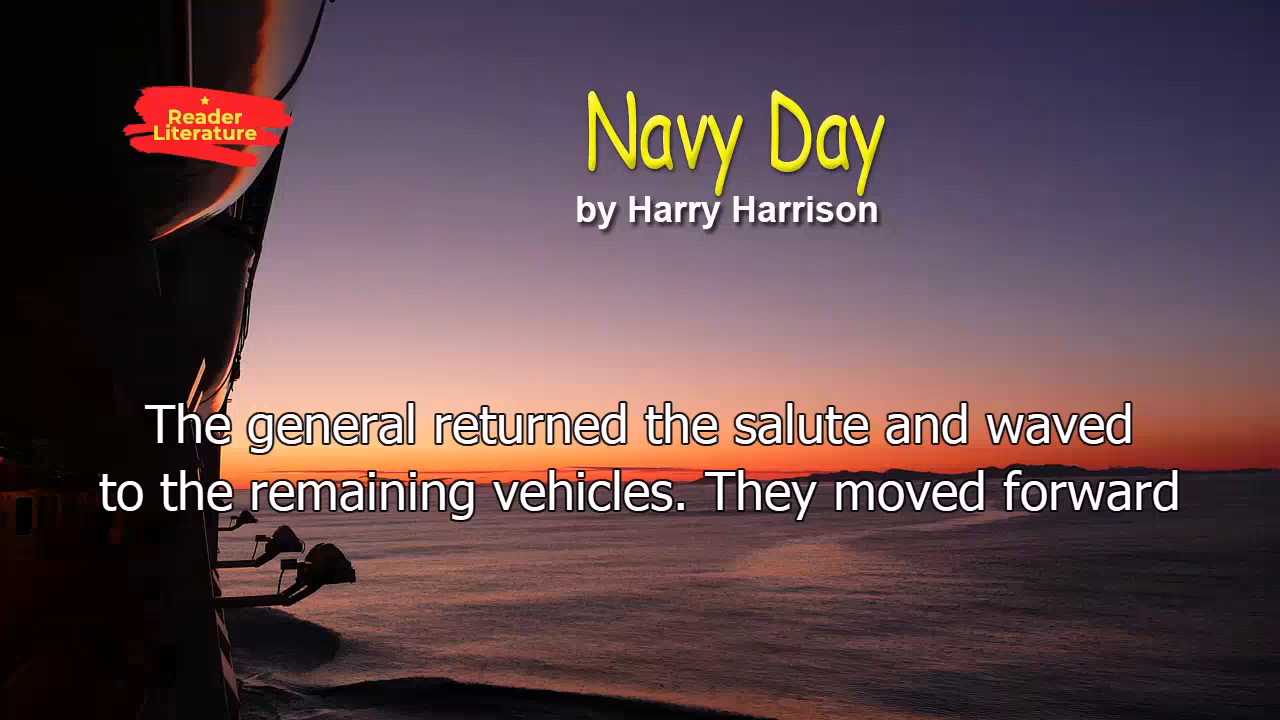 Reader
Literature
Navy Day
by Harry Harrison
The general returned the salute and waved
to the remaining vehicles. They moved forward